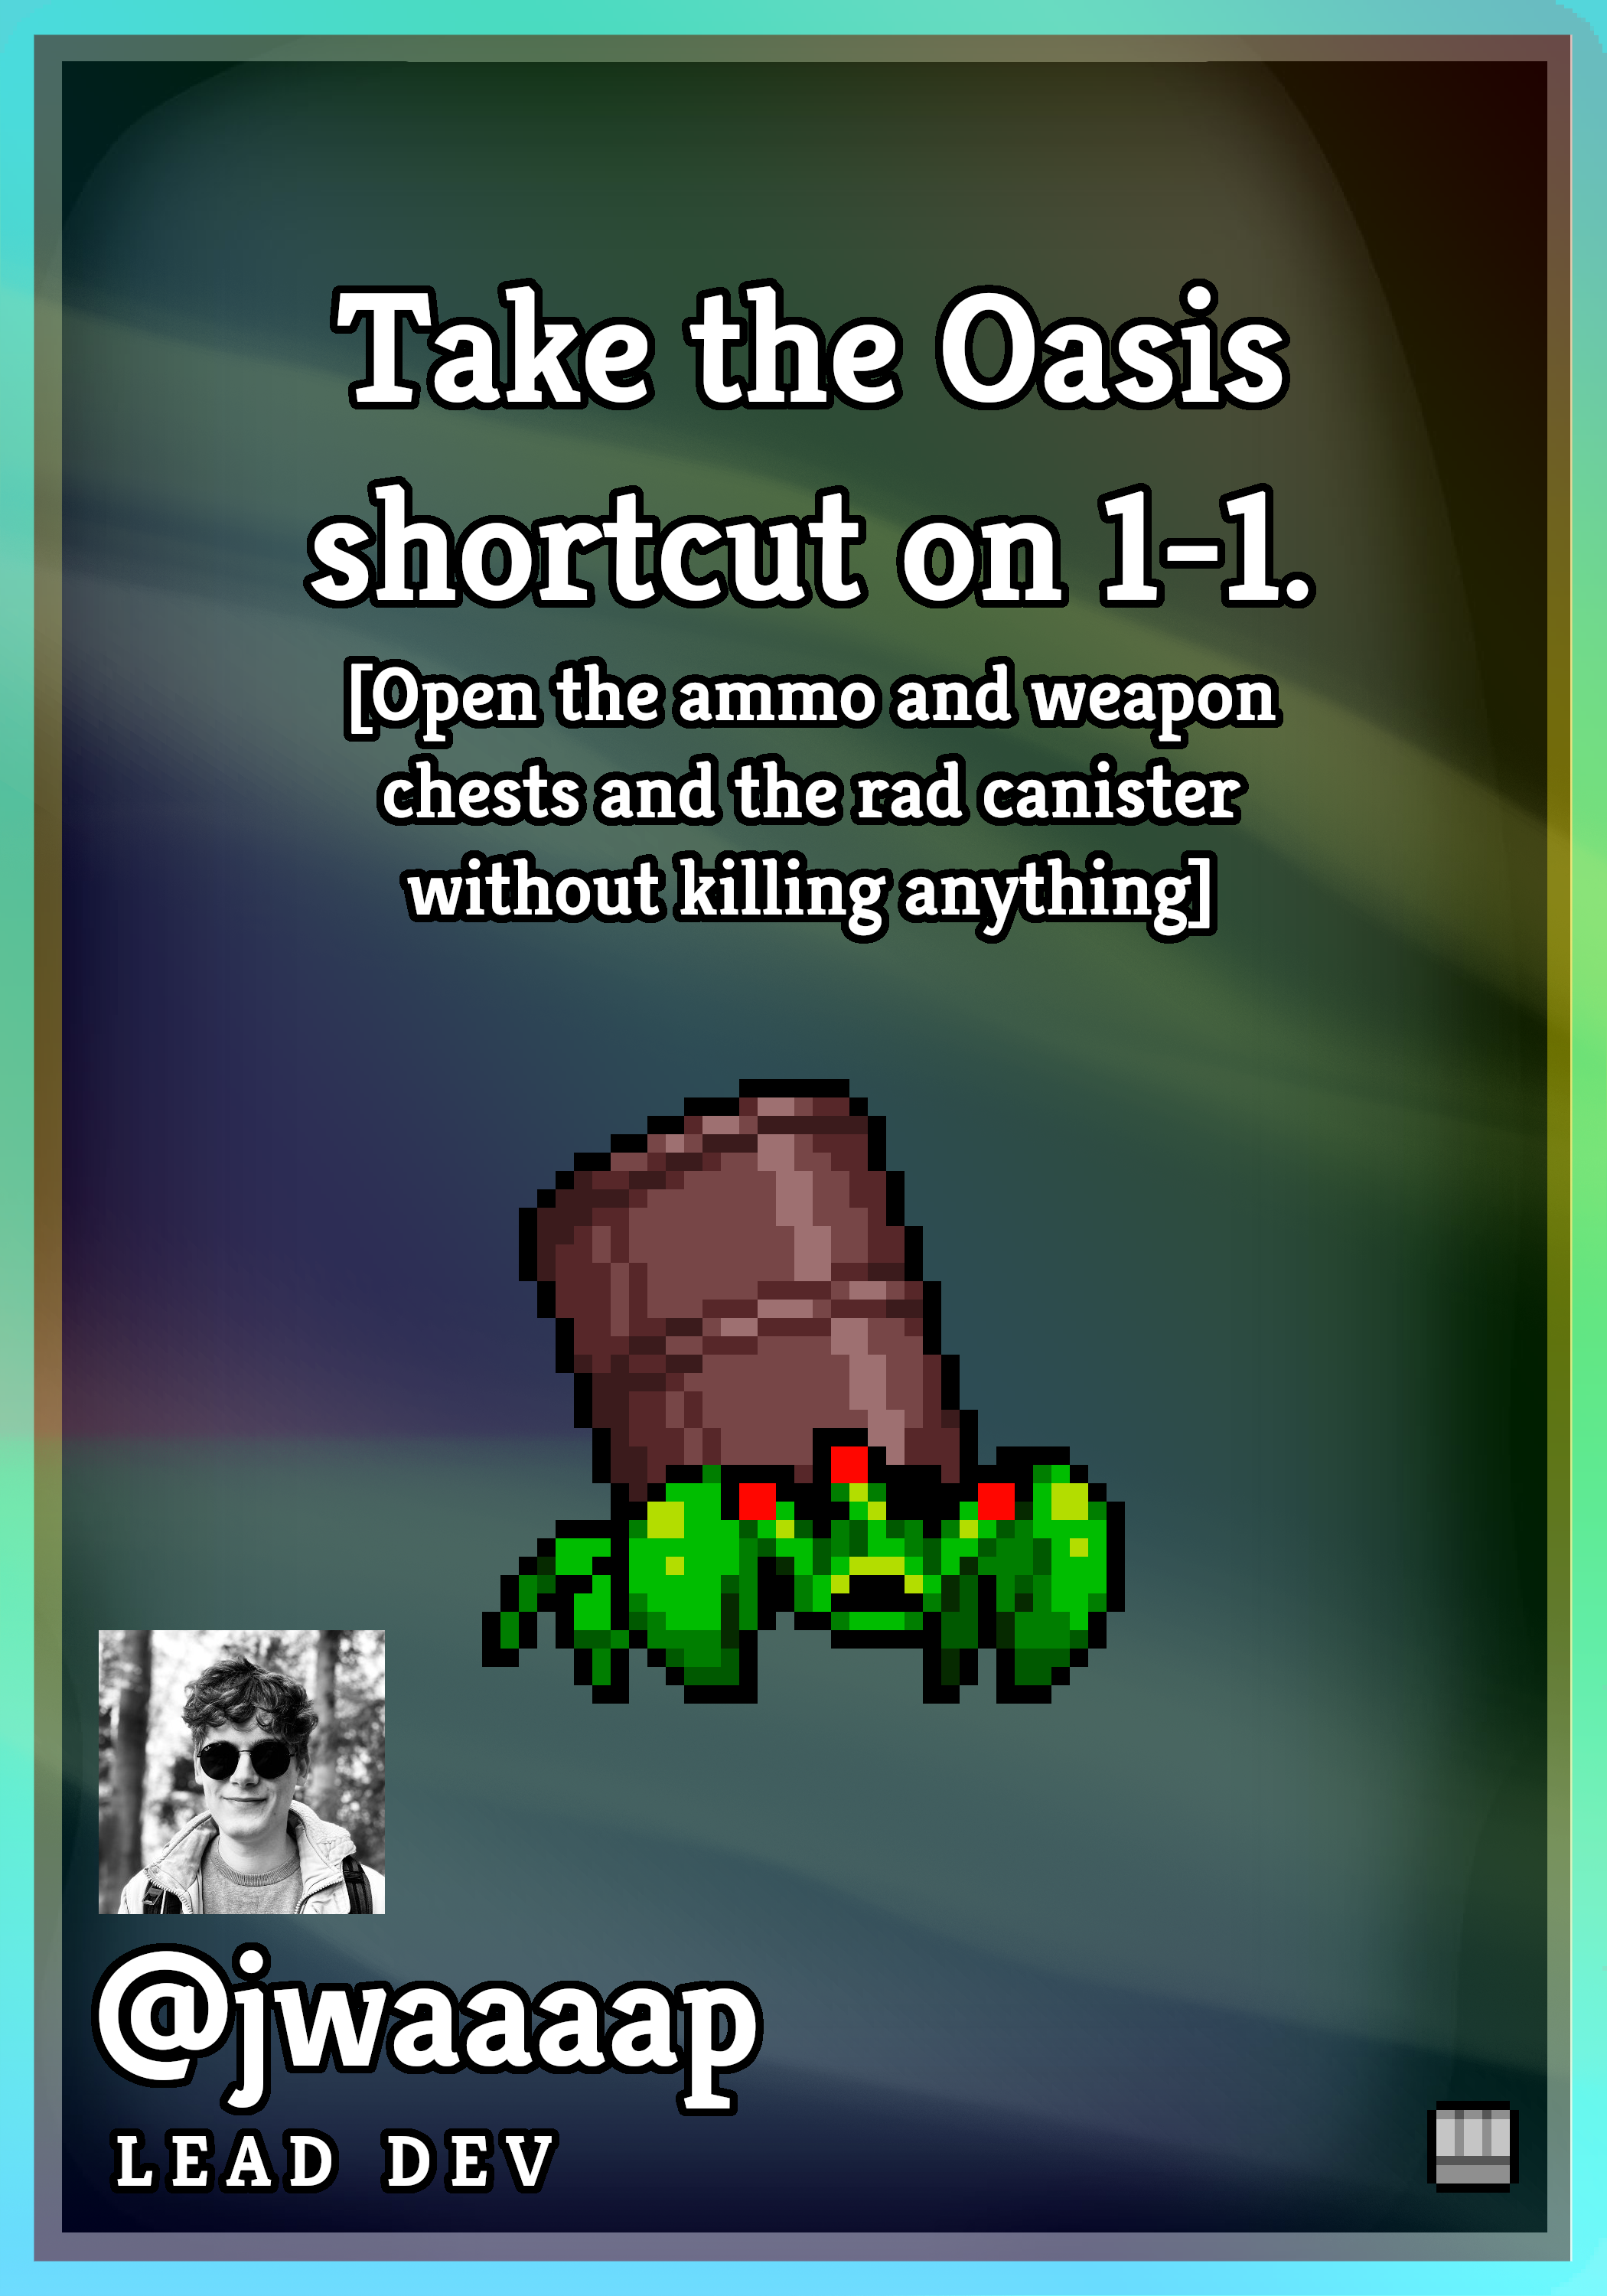 Take the Oasis
shortcut on 1-1.
[Open the ammo and weapon
chests and the rad canister
without killing anything]
@jwaaaap
LEAD DEV